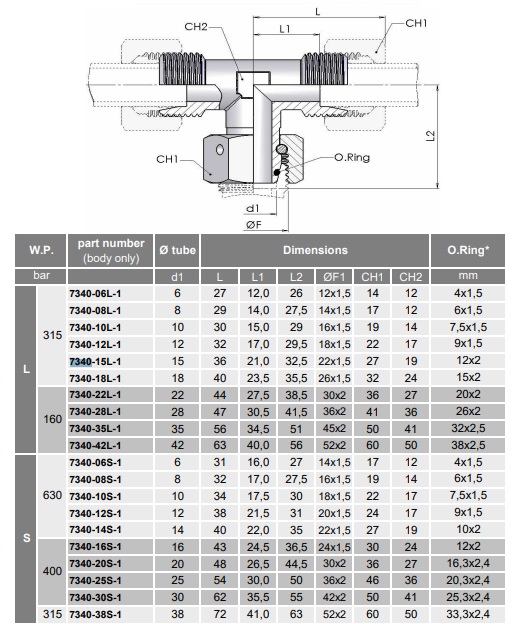 L
CH2
L1
CH1
L2
CH1
O.Ring
d1
ØF
W.P. part number (body only) Ø tube Dimensions O.Ring*
bar d1 L L1 L2 ØF1 CH1 CH2 mm
L
315
7340-06L-1 6 27 12,0 26 12x1,5 14 12 4x1,5
7340-08L-1 8 29 14,0 27,5 14x1,5 17 12 6x1,5
7340-10L-1 10 30 15,0 29 16x1,5 19 14 7,5x1,5
7340-12L-1 12 32 17,0 29,5 18x1,5 22 17 9x1,5
7340-15L-1 15 36 21,0 32,5 22x1,5 27 19 12x2
7340-18L-1 18 40 23,5 35,5 26x1,5 32 24 15x2
160
7340-22L-1 22 44 27,5 38,5 30x2 36 27 20x2
7340-28L-1 28 47 30,5 41,5 36x2 41 36 26x2
7340-35L-1 35 56 34,5 51 45x2 50 41 32x2,5
7340-42L-1 42 63 40,0 56 52x2 60 50 38x2,5
S
630
7340-06S-1 6 31 16,0 27 14x1,5 17 12 4x1,5
7340-08S-1 8 32 17,0 27,5 16x1,5 19 14 6x1,5
7340-10S-1 10 34 17,5 30 18x1,5 22 17 7,5x1,5
7340-12S-1 12 38 21,5 31 20x1,5 24 17 9x1,5
7340-14S-1 14 40 22,0 35 22x1,5 27 19 10x2
400
7340-16S-1 16 43 24,5 36,5 24x1,5 30 24 12x2
7340-20S-1 20 48 26,5 44,5 30x2 36 27 16,3x2,4
7340-25S-1 25 54 30,0 50 36x2 46 36 20,3x2,4
7340-30S-1 30 62 35,5 55 42x2 50 41 25,3x2,4
315 7340-38S-1 38 72 41,0 63 52x2 60 50 33,3x2,4